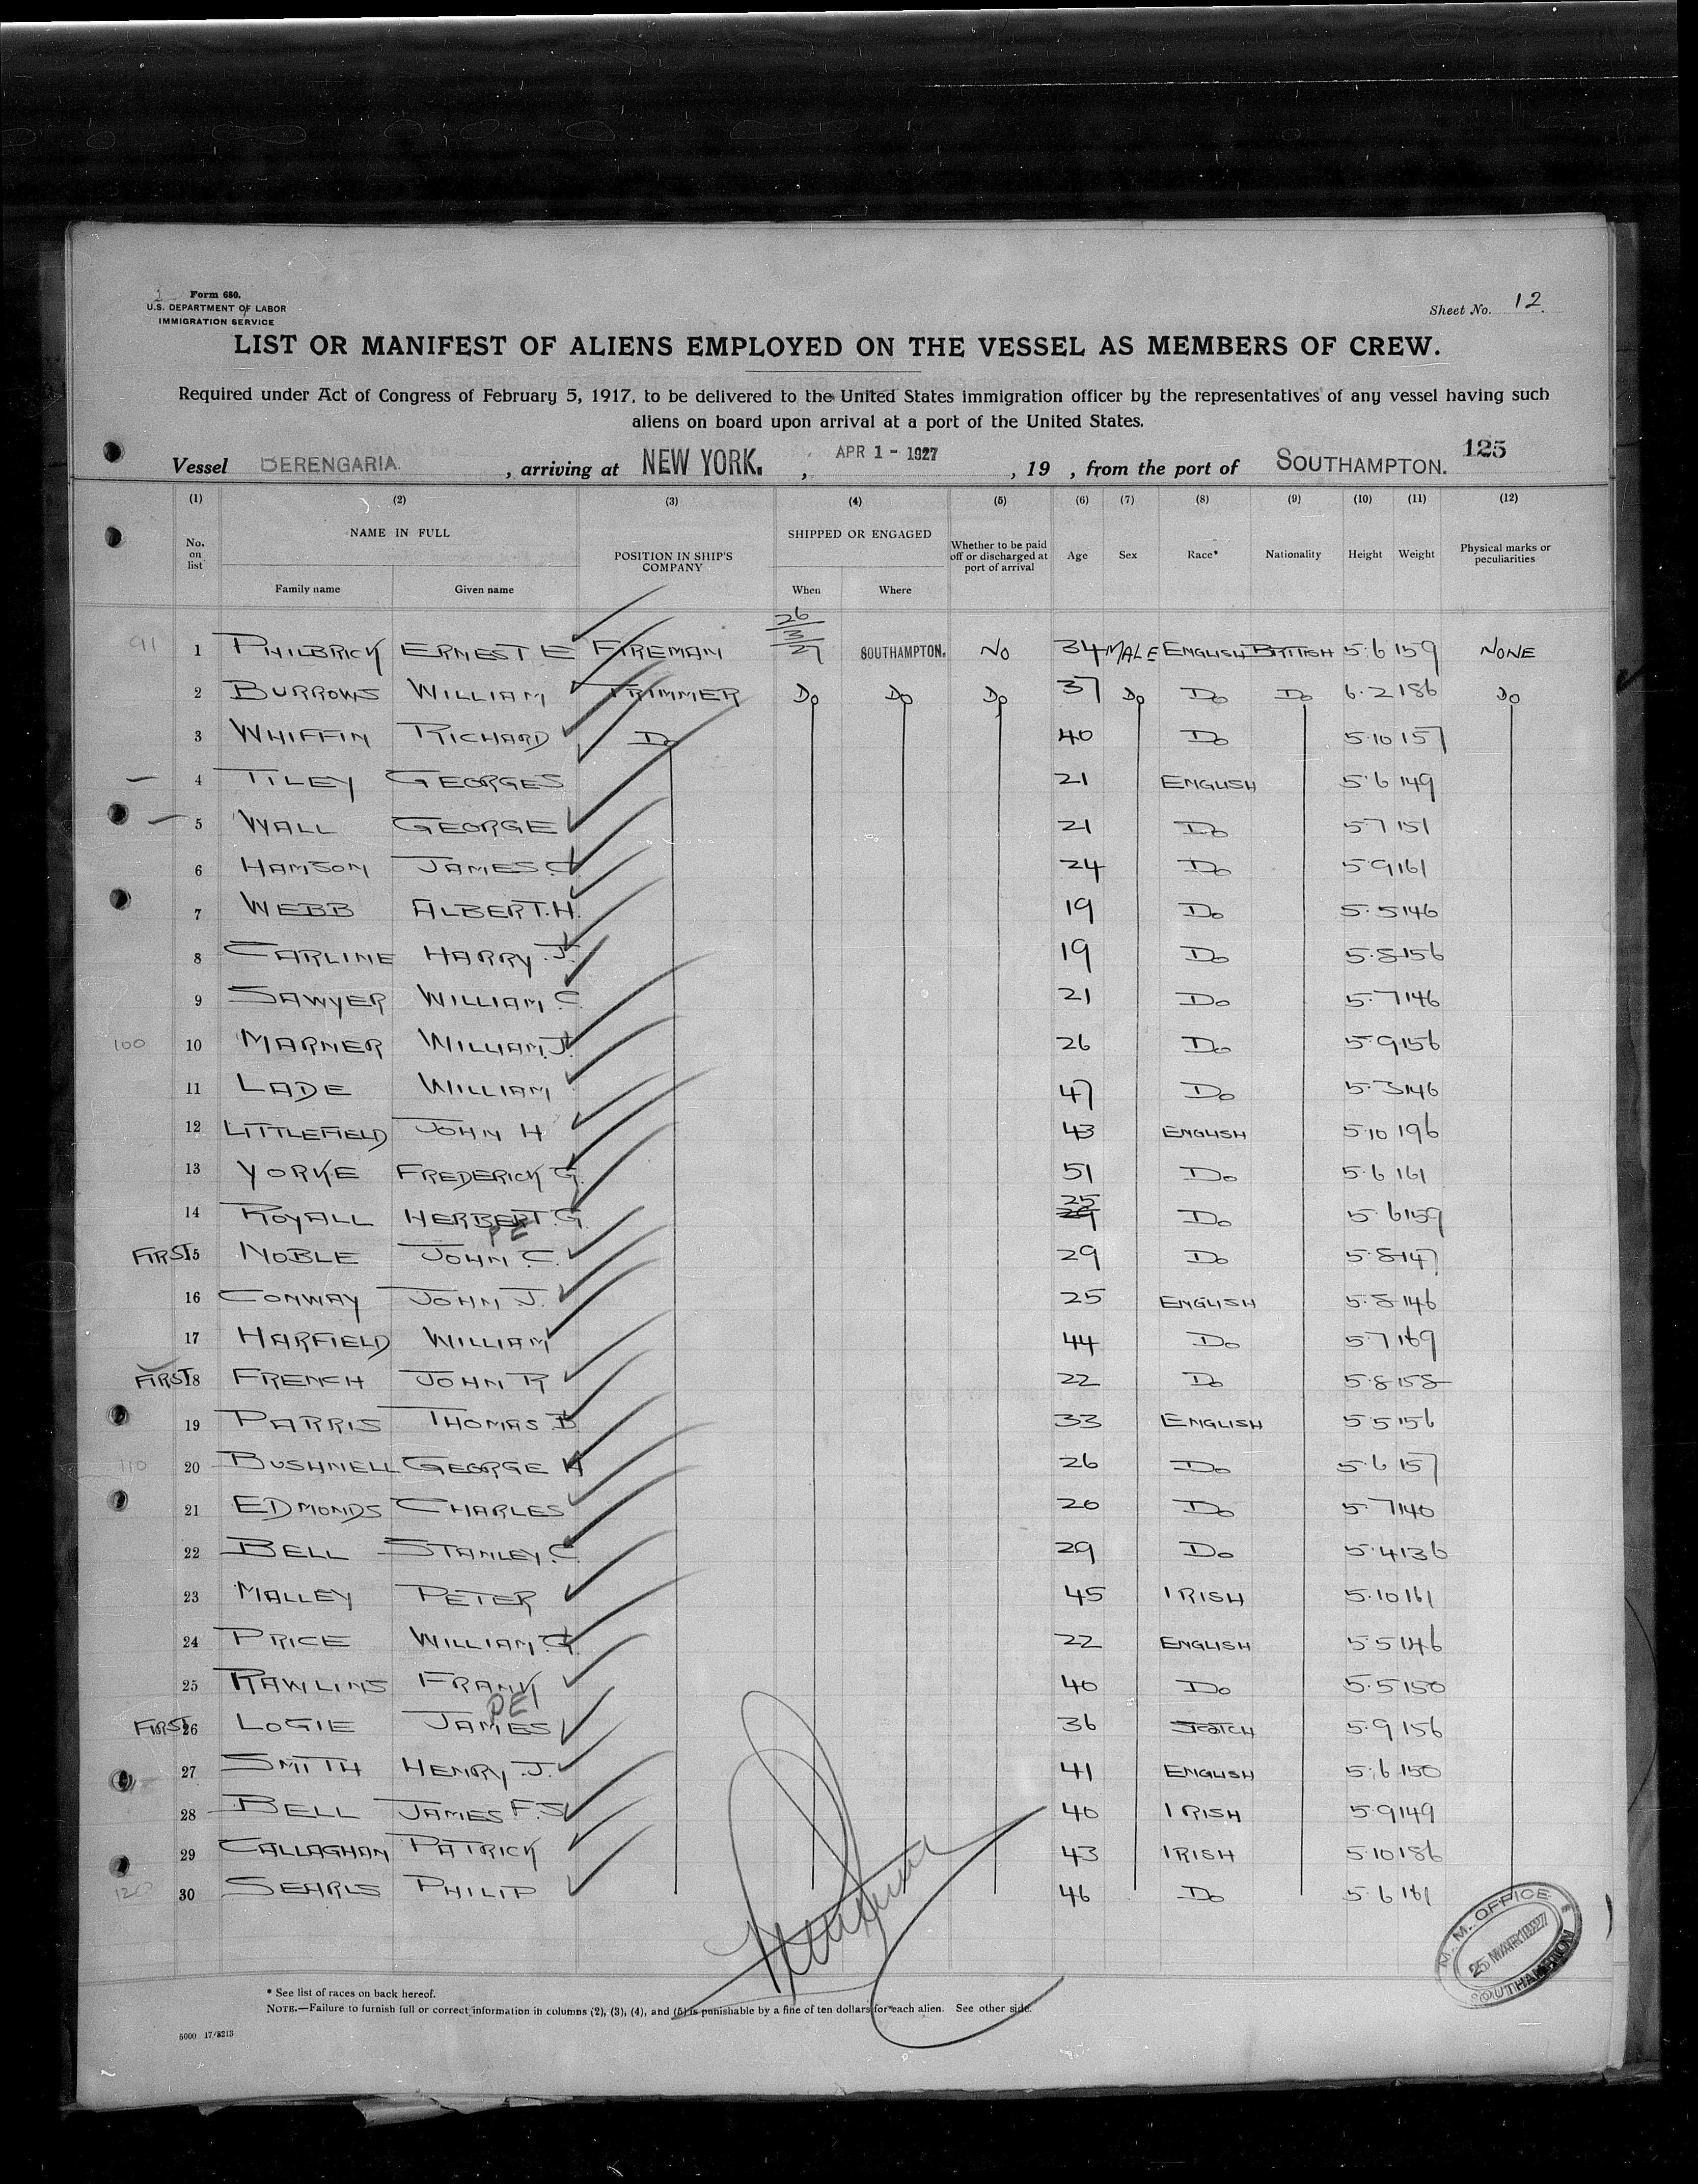 Form 680.
U.S. DEPARTMENT OF LABOR
IMMIGRATION SERVICE
Sheet No. 12
LIST OR MANIFEST OF ALIENS EMPLOYED ON THE VESSEL AS MEMBERS OF CREW.
Required under Act of Congress of February 5, 1917, to be delivered to the United States immigration officer by the representatives of any vessel having such
aliens on board upon arrival at a port of the United States.
125
Vessel BERENGARIA , arriving at NEW YORK. , APR 1 - 1927 , 19 , from the port of SOUTHAMPTON.
(1) (2) (3) (4) (5) (6) (7) (8) (9) (10) (11) (12)
No. on list NAME IN FULL POSITION IN SHIP'S COMPANY SHIPPED OR ENGAGED Whether to be paid off or discharged at port of arrival Age Sex Race* Nationality Height Weight Physical marks or peculiarities
Family name Given name When Where
91 1 PHILBRICK ERNEST E FIREMAN 26/3/27 SOUTHAMPTON. NO 34 MALE ENGLISH BRITISH 5.6 159 NONE
2 BURROWS WILLIAM TRIMMER DO DO DO 37 DO DO DO 6.2 186 DO
3 WHIFFIN RICHARD DO 40 DO 5.10 157
4 TILEY GEORGE S 21 ENGLISH 5.6 149
5 WALL GEORGE 21 DO 5.7 151
6 HAMSON JAMES.C. 24 DO 5.9 161
7 WEBB ALBERT.H. 19 DO 5.5 146
8 CARLINE HARRY.J. 19 DO 5.8 156
9 SAWYER WILLIAM.C. 21 DO 5.7 146
100 10 MARNER WILLIAM.J. 26 DO 5.9 156
11 LADE WILLIAM 47 DO 5.3 146
12 LITTLEFIELD JOHN H 43 ENGLISH 5.10 196
13 YORKE FREDERICK G. 51 DO 5.6 161
14 ROYALL HERBERT.G. 25 29 DO 5.6 159
PE
FIRST 15 NOBLE JOHN.C. 29 DO 5.8 147
16 CONWAY JOHN J. 25 ENGLISH 5.8 146
17 HARFIELD WILLIAM 44 DO 5.7 169
FIRST 18 FRENCH JOHN R 22 DO 5.8 158
19 PARRIS THOMAS B 33 ENGLISH 5.5 156
110 20 BUSHNELL GEORGE H 26 DO 5.6 157
21 EDMONDS CHARLES 20 DO 5.7 140
22 BELL STANLEY.C. 29 DO 5.4 136
23 MALLEY PETER 45 IRISH 5.10 161
24 PRICE WILLIAM.G. 22 ENGLISH 5.5 146
25 RAWLINS FRANK 40 DO 5.5 150
PE
FIRST 26 LOGIE JAMES 36 SCOTCH 5.9 156
27 SMITH HENRY.J. 41 ENGLISH 5.6 150
28 BELL JAMES F.S. 40 IRISH 5.9 149
29 CALLAGHAN PATRICK 43 IRISH 5.10 186
120 30 SEARLS PHILIP 46 DO 5.6 161
M.M. OFFICE
25 MAR 1927
SOUTHAMPTON
* See list of races on back hereof.
NOTE.—Failure to furnish full or correct information in columns (2), (3), (4), and (5) is punishable by a fine of ten dollars for each alien. See other side.
5000 17/8213